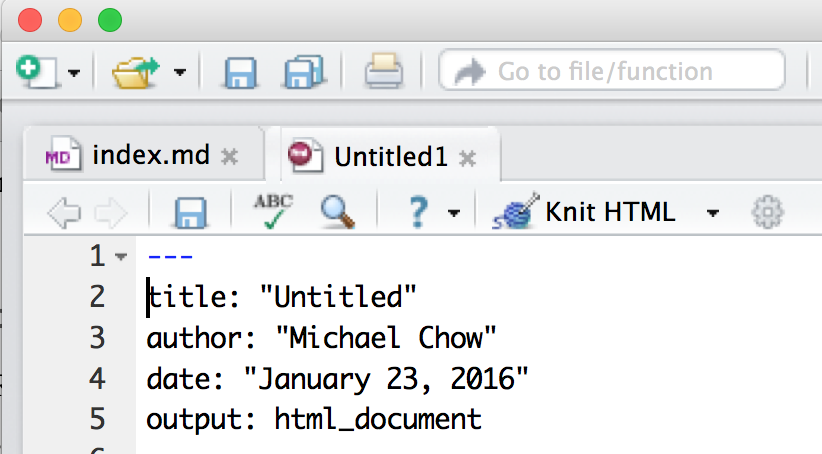 Go to file/function
MD index.md Untitled1
ABC ? Knit HTML
1 ---
2 title: "Untitled"
3 author: "Michael Chow"
4 date: "January 23, 2016"
5 output: html_document